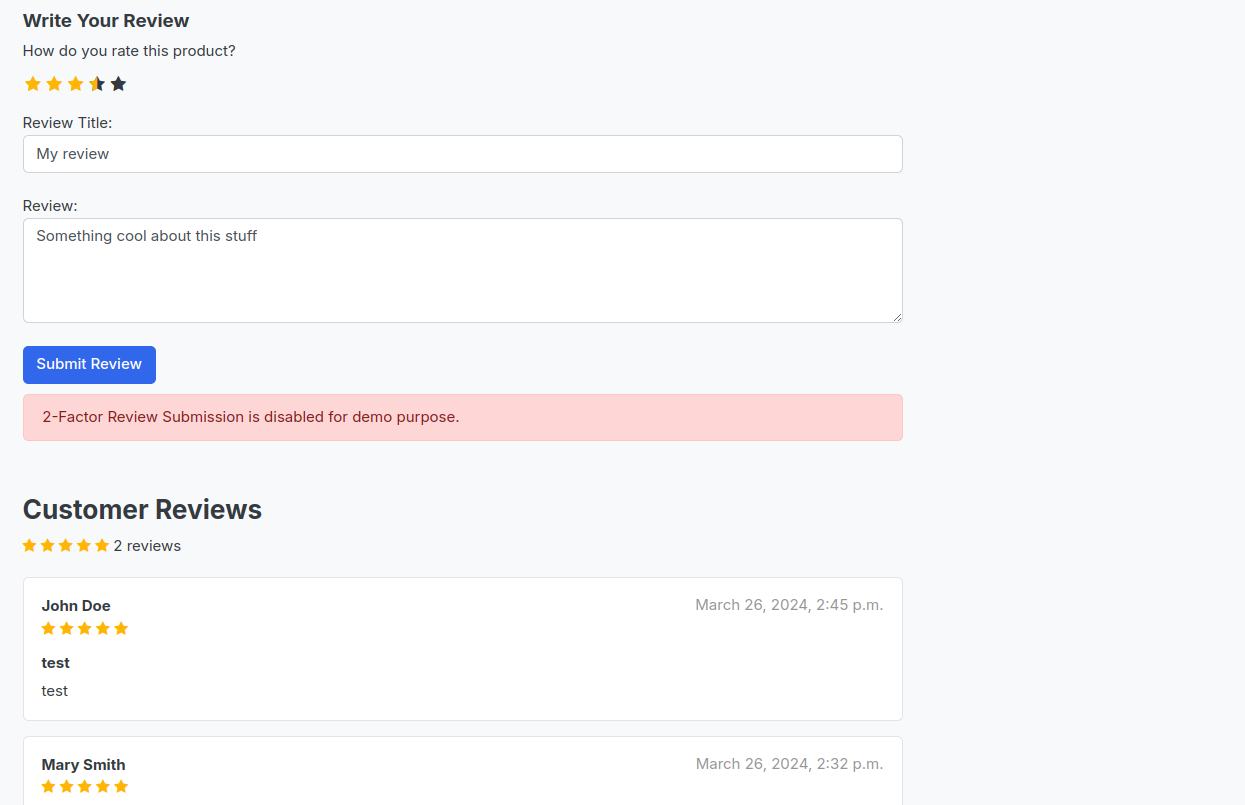 Write Your Review
How do you rate this product?
Review Title:
My review
Review:
Something cool about this stuff
Submit Review
2-Factor Review Submission is disabled for demo purpose.
Customer Reviews
2 reviews
John Doe
March 26, 2024, 2:45 p.m.
test
test
Mary Smith
March 26, 2024, 2:32 p.m.